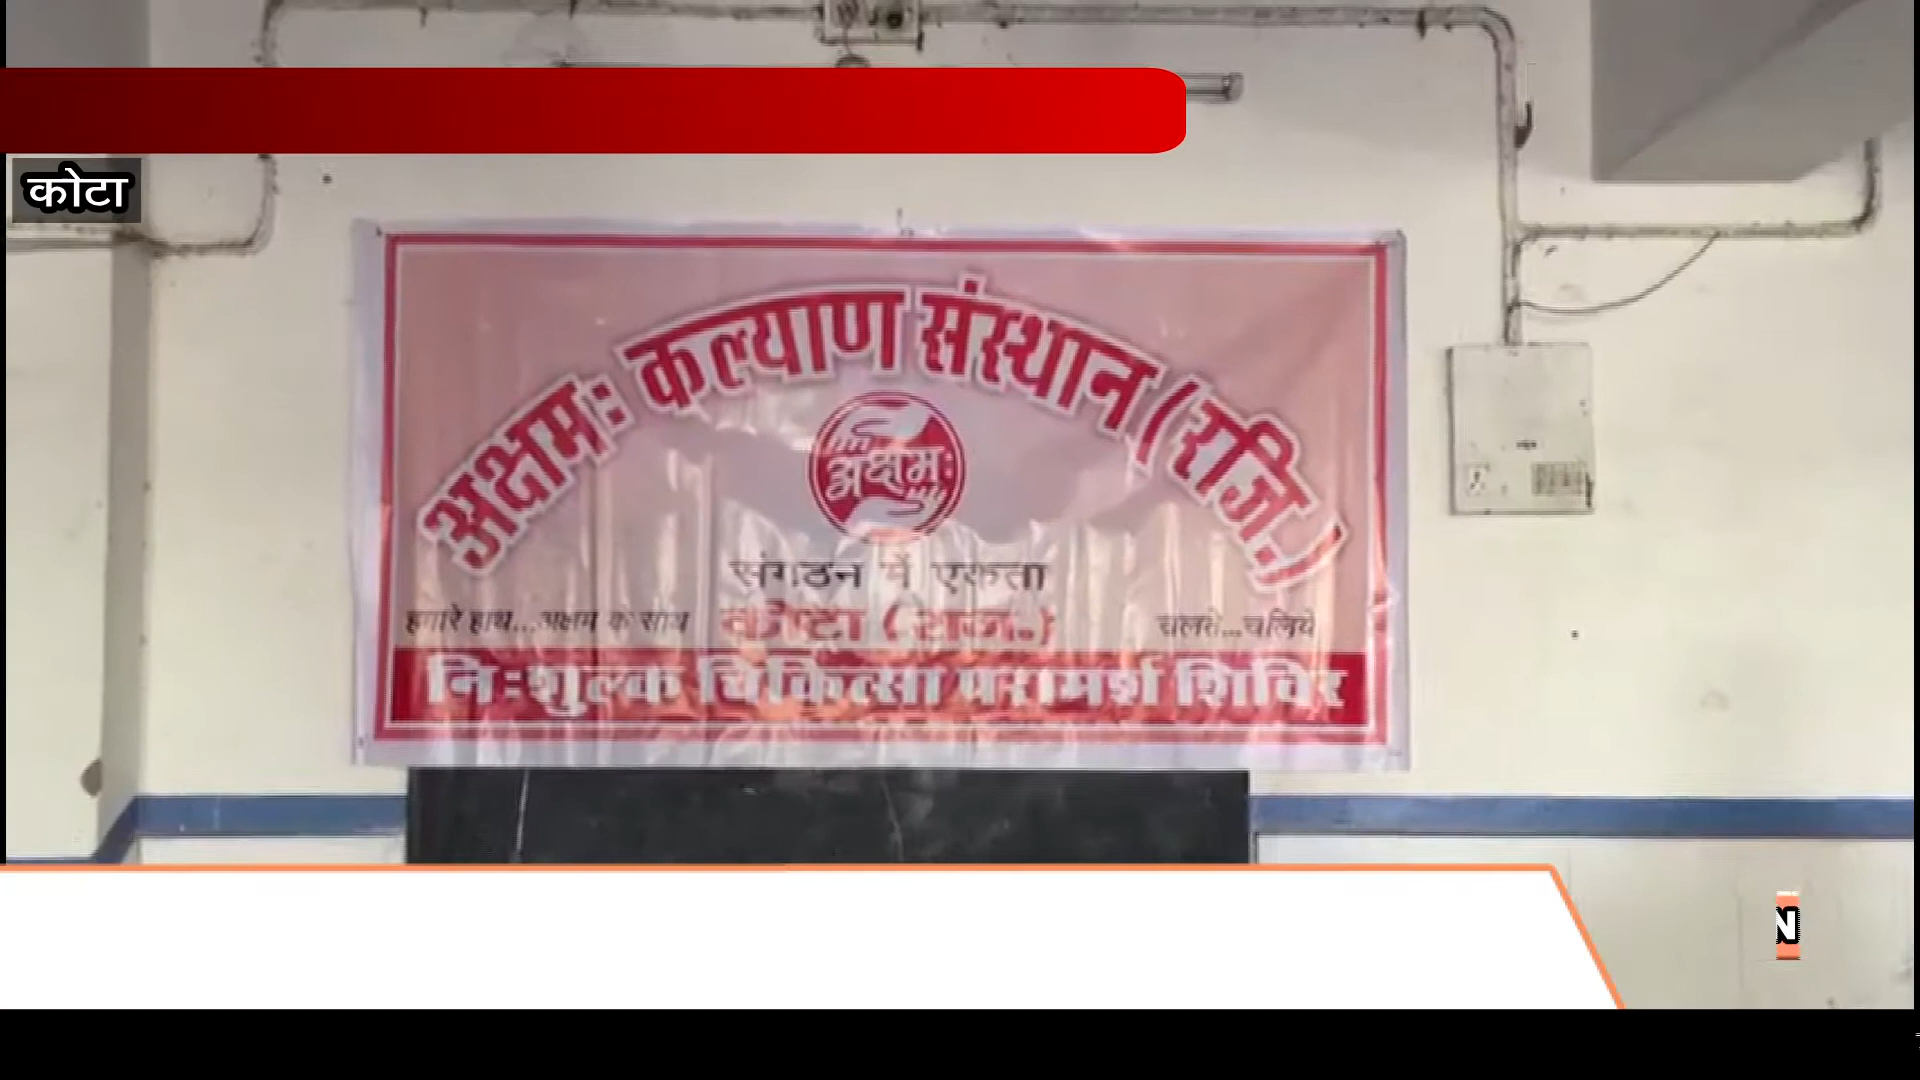 कोटा
अक्षमः कल्याण संस्थान (रजि.)
अक्षमः
संगठन में एकता
हमारे हाथ...अक्षम के साथ
कोटा (राज.)
चलते...चलिये
निःशुल्क चिकित्सा परामर्श शिविर
N